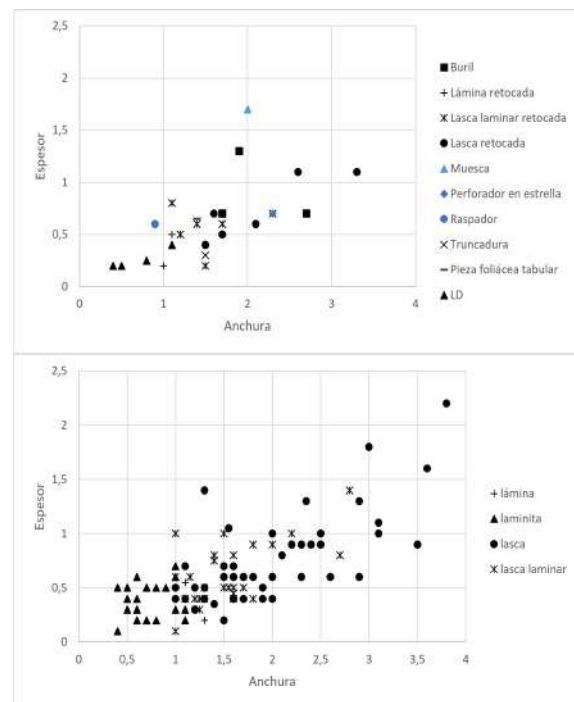 2,5
2
1,5
1
0,5
0
Espesor
0
1
2
3
4
Anchura
Buril
Lámina retocada
Lasca laminar retocada
Lasca retocada
Muesca
Perforador en estrella
Raspador
Truncadura
Pieza foliácea tabular
LD
2,5
2
1,5
1
0,5
0
Espesor
0
0,5
1
1,5
2
2,5
3
3,5
4
Anchura
lámina
laminita
lasca
lasca laminar